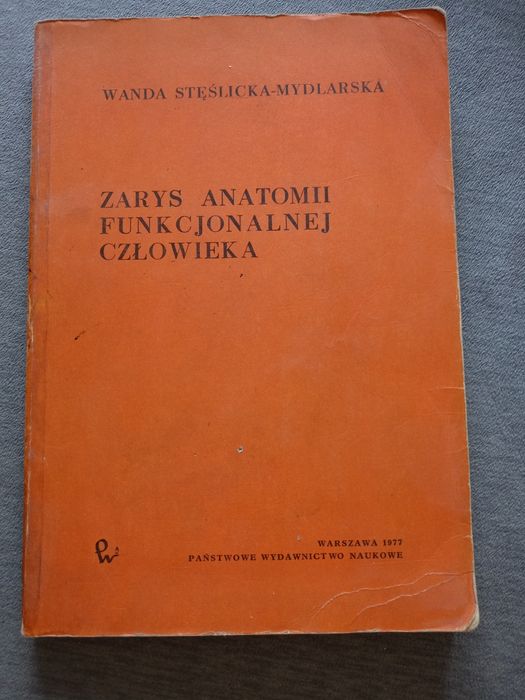 WANDA STĘŚLICKA-MYDLARSKA
ZARYS ANATOMII
FUNKCJONALNEJ
CZŁOWIEKA
WARSZAWA 1977
PAŃSTWOWE WYDAWNICTWO NAUKOWE